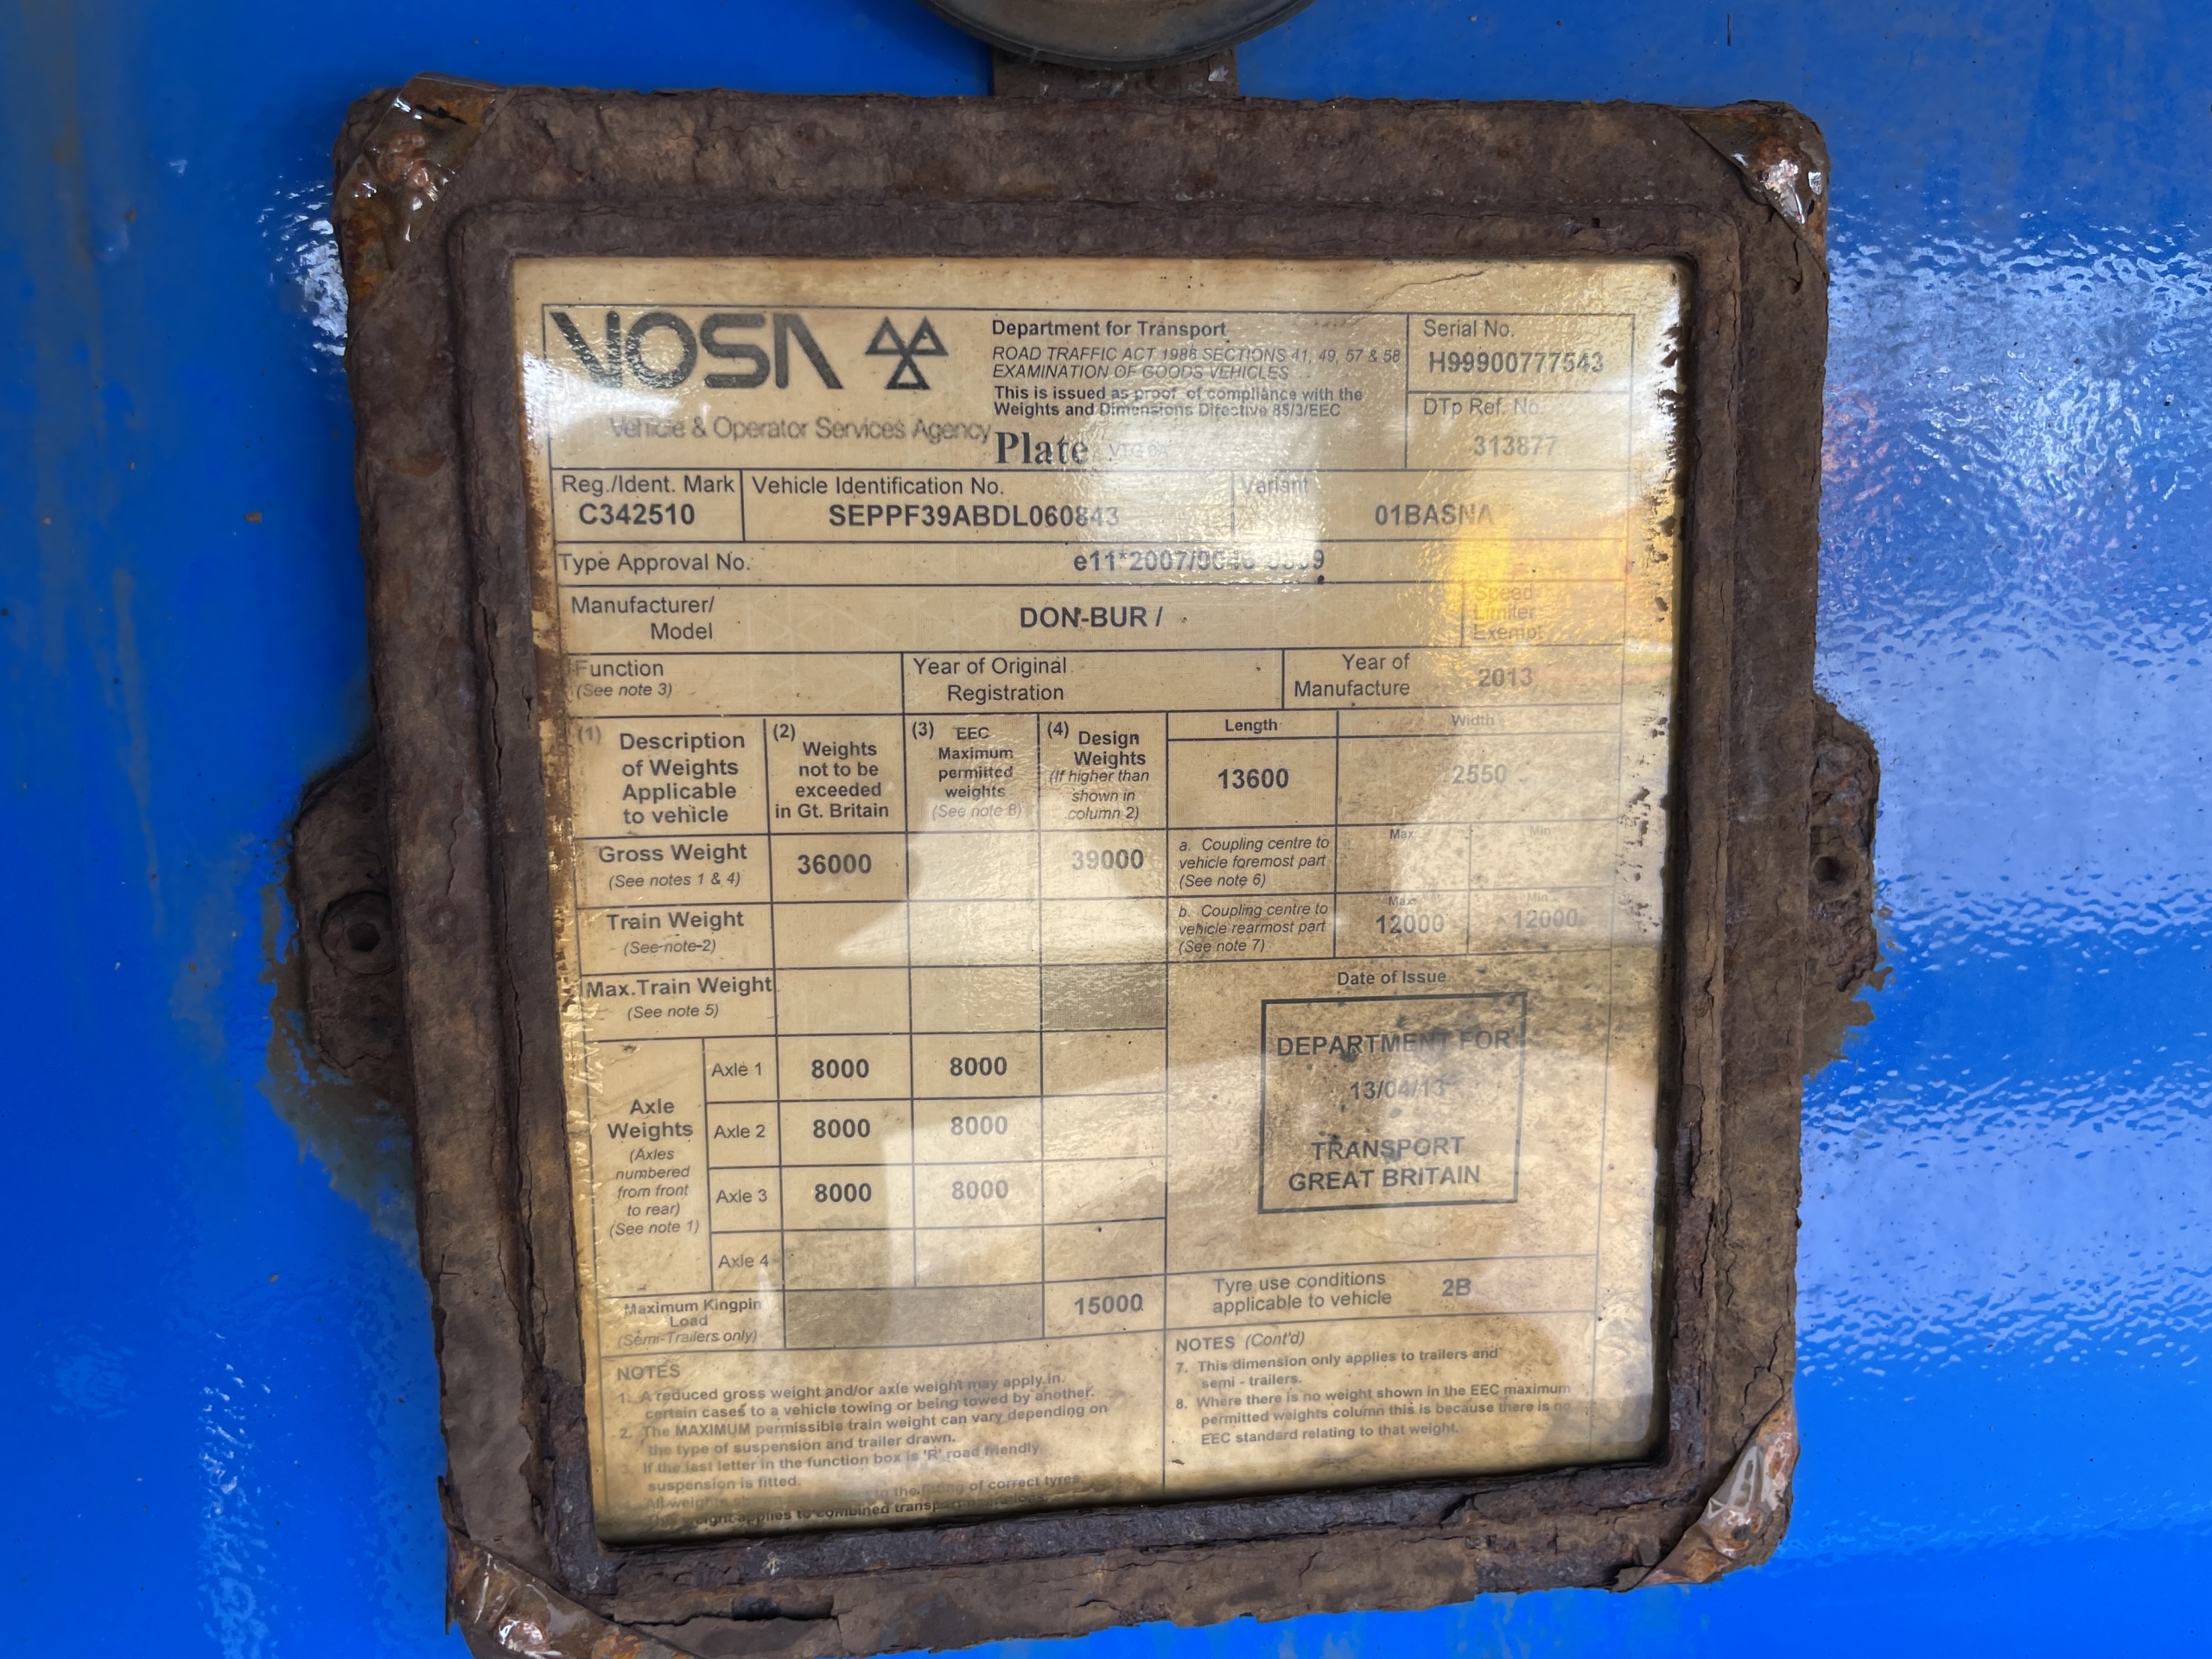 VOSA
Vehicle & Operator Services Agency
Department for Transport
ROAD TRAFFIC ACT 1988 SECTIONS 41, 49, 57 & 58
EXAMINATION OF GOODS VEHICLES
This is issued as proof of compliance with the
Weights and Dimensions Directive 85/3/EEC
Plate
Serial No.
H99900777543
DTp Ref. No.
313877
Reg./Ident. Mark
C342510
Vehicle Identification No.
SEPPF39ABDL060843
Variant
01BASNA
Type Approval No.
Manufacturer/
Model
DON-BUR /
Speed
Limiter
Exempt
Function
(See note 3)
Year of Original
Registration
Year of
Manufacture
2013
(1) Description
of Weights
Applicable
to vehicle
(2) Weights
not to be
exceeded
in Gt. Britain
(3) EEC
Maximum
permitted
weights
(See note 8)
(4) Design
Weights
(If higher than
shown in
column 2)
Length
13600
Width
2550
Gross Weight
(See notes 1 & 4)
36000
39000
a. Coupling centre to
vehicle foremost part
(See note 6)
Max
Min
Train Weight
(See note 2)
b. Coupling centre to
vehicle rearmost part
(See note 7)
Max
12000
Min
12000
Max.Train Weight
(See note 5)
Date of Issue
DEPARTMENT FOR
13/04/13
TRANSPORT
GREAT BRITAIN
Axle
Weights
(Axles
numbered
from front
to rear)
(See note 1)
Axle 1 8000 8000
Axle 2 8000 8000
Axle 3 8000 8000
Axle 4
Maximum Kingpin
Load
(Semi-Trailers only)
15000
Tyre use conditions
applicable to vehicle
2B
NOTES
1. A reduced gross weight and/or axle weight may apply in
certain cases to a vehicle towing or being towed by another.
2. The MAXIMUM permissible train weight can vary depending on
the type of suspension and trailer drawn.
3. If the last letter in the function box is 'R' road friendly
suspension is fitted.
All weights to the fitting of correct tyres
weight applies to combined transport operations.
NOTES (Cont'd)
7. This dimension only applies to trailers and
semi - trailers.
8. Where there is no weight shown in the EEC maximum
permitted weights column this is because there is no
EEC standard relating to that weight.